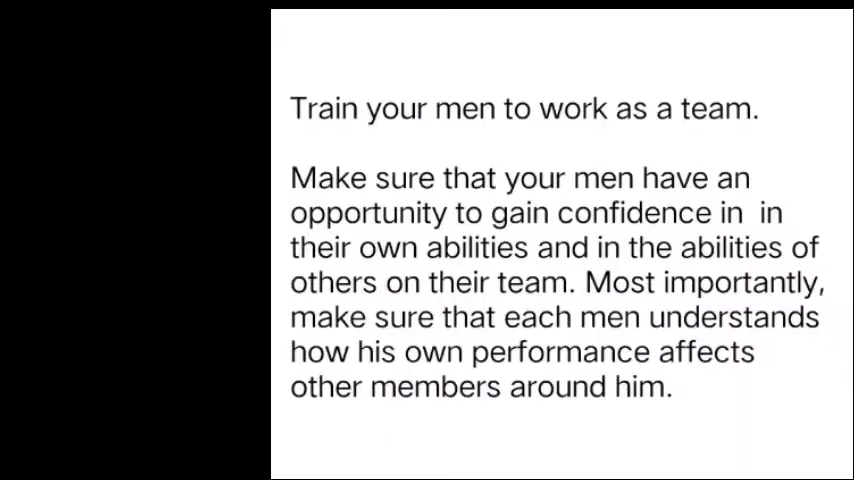 Train your men to work as a team.
Make sure that your men have an
opportunity to gain confidence in  in
their own abilities and in the abilities of
others on their team. Most importantly,
make sure that each men understands
how his own performance affects
other members around him.